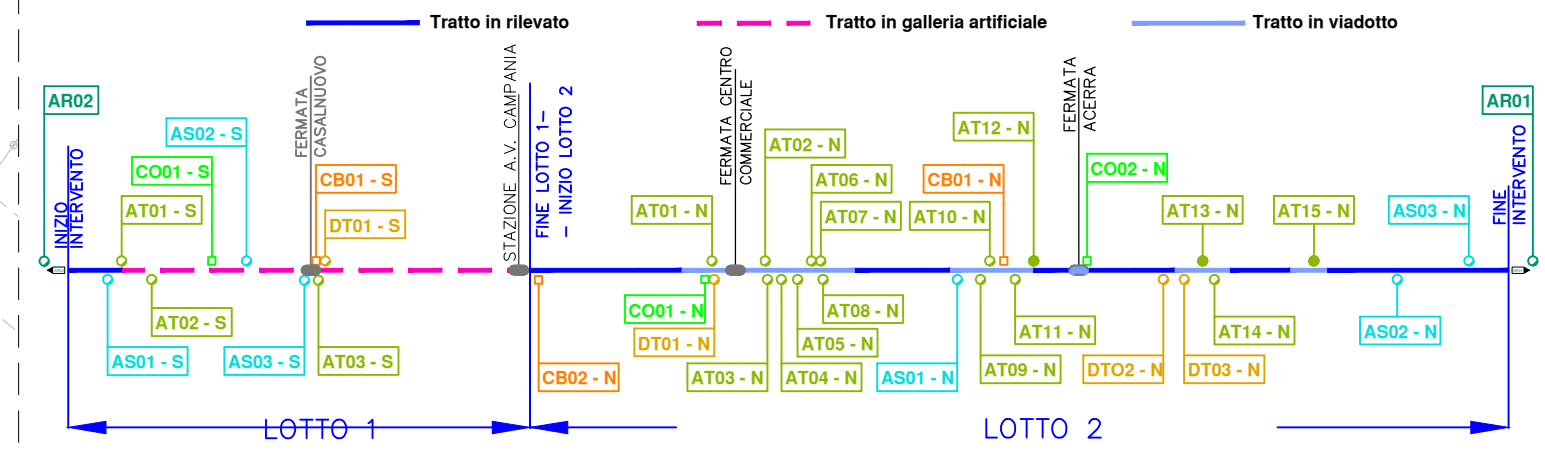 Tratto in rilevato
Tratto in galleria artificiale
Tratto in viadotto
AR02
INIZIO
INTERVENTO
AS02 - S
CO01 - S
AT01 - S
FERMATA
CASALNUOVO
CB01 - S
DT01 - S
STAZIONE A.V. CAMPANIA
FINE LOTTO 1-
- INIZIO LOTTO 2
AT01 - N
FERMATA CENTRO
COMMERCIALE
AT02 - N
AT06 - N
AT07 - N
CB01 - N
AT10 - N
AT12 - N
FERMATA
ACERRA
CO02 - N
AT13 - N
AT15 - N
AS03 - N
AR01
FINE
INTERVENTO
AT02 - S
AS01 - S
AS03 - S
AT03 - S
CB02 - N
CO01 - N
DT01 - N
AT03 - N
AT08 - N
AT05 - N
AT04 - N
AS01 - N
AT11 - N
AT09 - N
DTO2 - N
DT03 - N
AT14 - N
AS02 - N
LOTTO 1
LOTTO 2